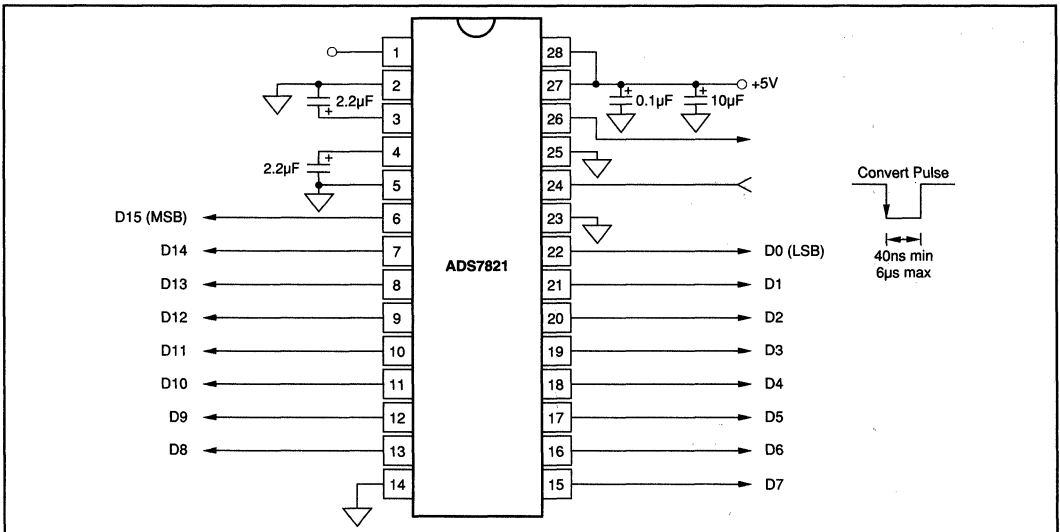 1
28
2
27
+5V
2.2µF
+
+
0.1µF
+
10µF
3
26
4
25
2.2µF
+
5
24
Convert Pulse
D15 (MSB)
6
23
D14
7
22
D0 (LSB)
40ns min
6µs max
ADS7821
D13
8
21
D1
D12
9
20
D2
D11
10
19
D3
D10
11
18
D4
D9
12
17
D5
D8
13
16
D6
14
15
D7